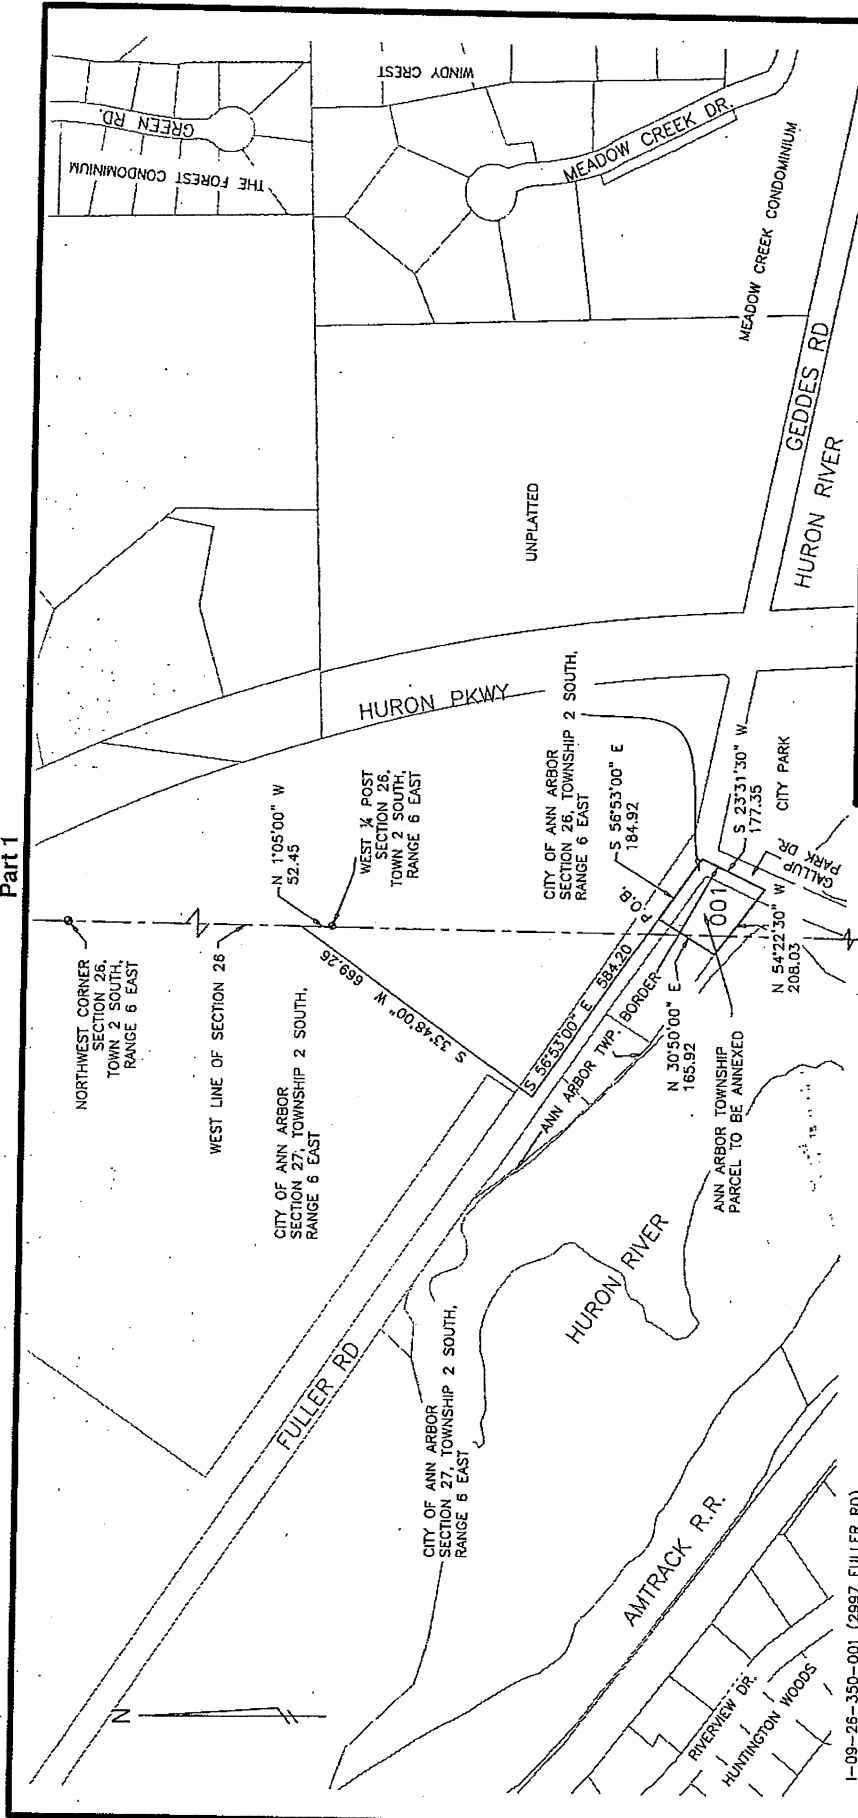 Part 1
NORTHWEST CORNER
SECTION 26,
TOWN 2 SOUTH,
RANGE 6 EAST
WEST LINE OF SECTION 26
N 1°05'00" W
52.45
WEST ¼ POST
SECTION 26,
TOWN 2 SOUTH,
RANGE 6 EAST
CITY OF ANN ARBOR
SECTION 27, TOWNSHIP 2 SOUTH,
RANGE 6 EAST
S 33°48'00" W 669.26
HURON PKWY
GREEN RD.
THE FOREST CONDOMINIUM
WINDY CREST
MEADOW CREEK DR.
MEADOW CREEK CONDOMINIUM
UNPLATTED
GEDDES RD
HURON RIVER
CITY OF ANN ARBOR
SECTION 26, TOWNSHIP 2 SOUTH,
RANGE 6 EAST
S 56°53'00" E
184.92
P.O.B.
S 56°53'00" E 584.20
ANN ARBOR TWP. BORDER
001
S 23°31'30" W
177.35
CITY PARK
GALLUP
PARK DR.
N 54°22'30" W
208.03
N 30°50'00" E
165.92
ANN ARBOR TOWNSHIP
PARCEL TO BE ANNEXED
FULLER RD
CITY OF ANN ARBOR
SECTION 27, TOWNSHIP 2 SOUTH,
RANGE 6 EAST
HURON RIVER
AMTRACK R.R.
RIVERVIEW DR.
HUNTINGTON WOODS
N
I-09-26-350-001 (2997 FULLER RD)